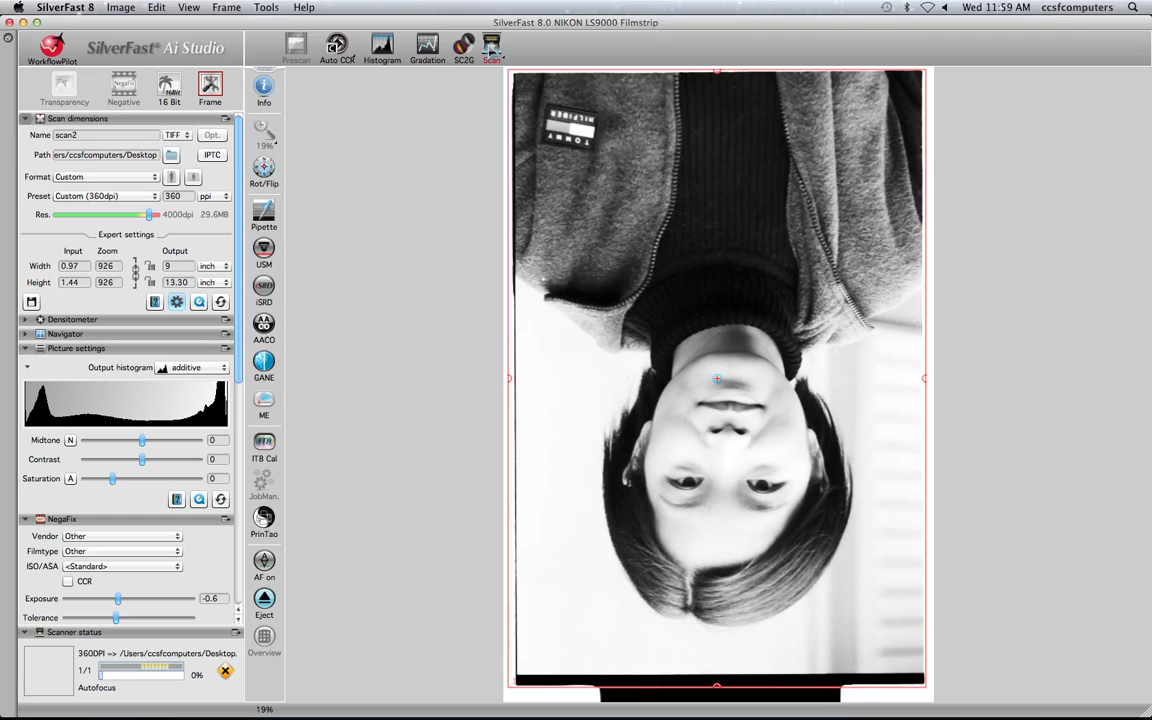 SilverFast 8 Image Edit View Frame Tools Help Wed 11:59 AM ccsfcomputers
SilverFast 8.0 NIKON LS9000 Filmstrip
WorkflowPilot
SilverFast® Ai Studio
Prescan Auto CCR Histogram Gradation SC2G Scan
Transparency Negative 16 Bit Frame
Scan dimensions
Name scan2 TIFF Opt.
Path ers/ccsfcomputers/Desktop IPTC
Format Custom
Preset Custom (360dpi) 360 ppi
Res. 4000dpi 29.6MB
Expert settings
Input Zoom Output
Width 0.97 926 9 inch
Height 1.44 926 13.30 inch
Densitometer
Navigator
Picture settings
Output histogram additive
Midtone N 0
Contrast 0
Saturation A 0
NegaFix
Vendor Other
Filmtype Other
ISO/ASA <Standard>
CCR
Exposure -0.6
Tolerance
Scanner status
360DPI => /Users/ccsfcomputers/Desktop.
1/1
0%
Autofocus
Info
19%
Rot/Flip
Pipette
USM
iSRD
iSRD
AACO
AACO
GANE
ME
IT8
IT8 Cal
JobMan.
PrinTao
AF on
Eject
Overview
19%
TOMMY
HILFIGER